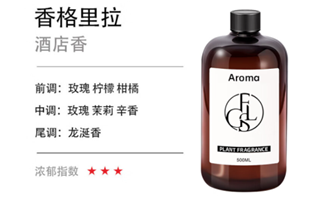 香格里拉
酒店香
前调：玫瑰 柠檬 柑橘
中调：玫瑰 茉莉 辛香
尾调：龙涎香
浓郁指数 ★★★
Aroma
FLCS
PLANT FRAGRANCE
500ML